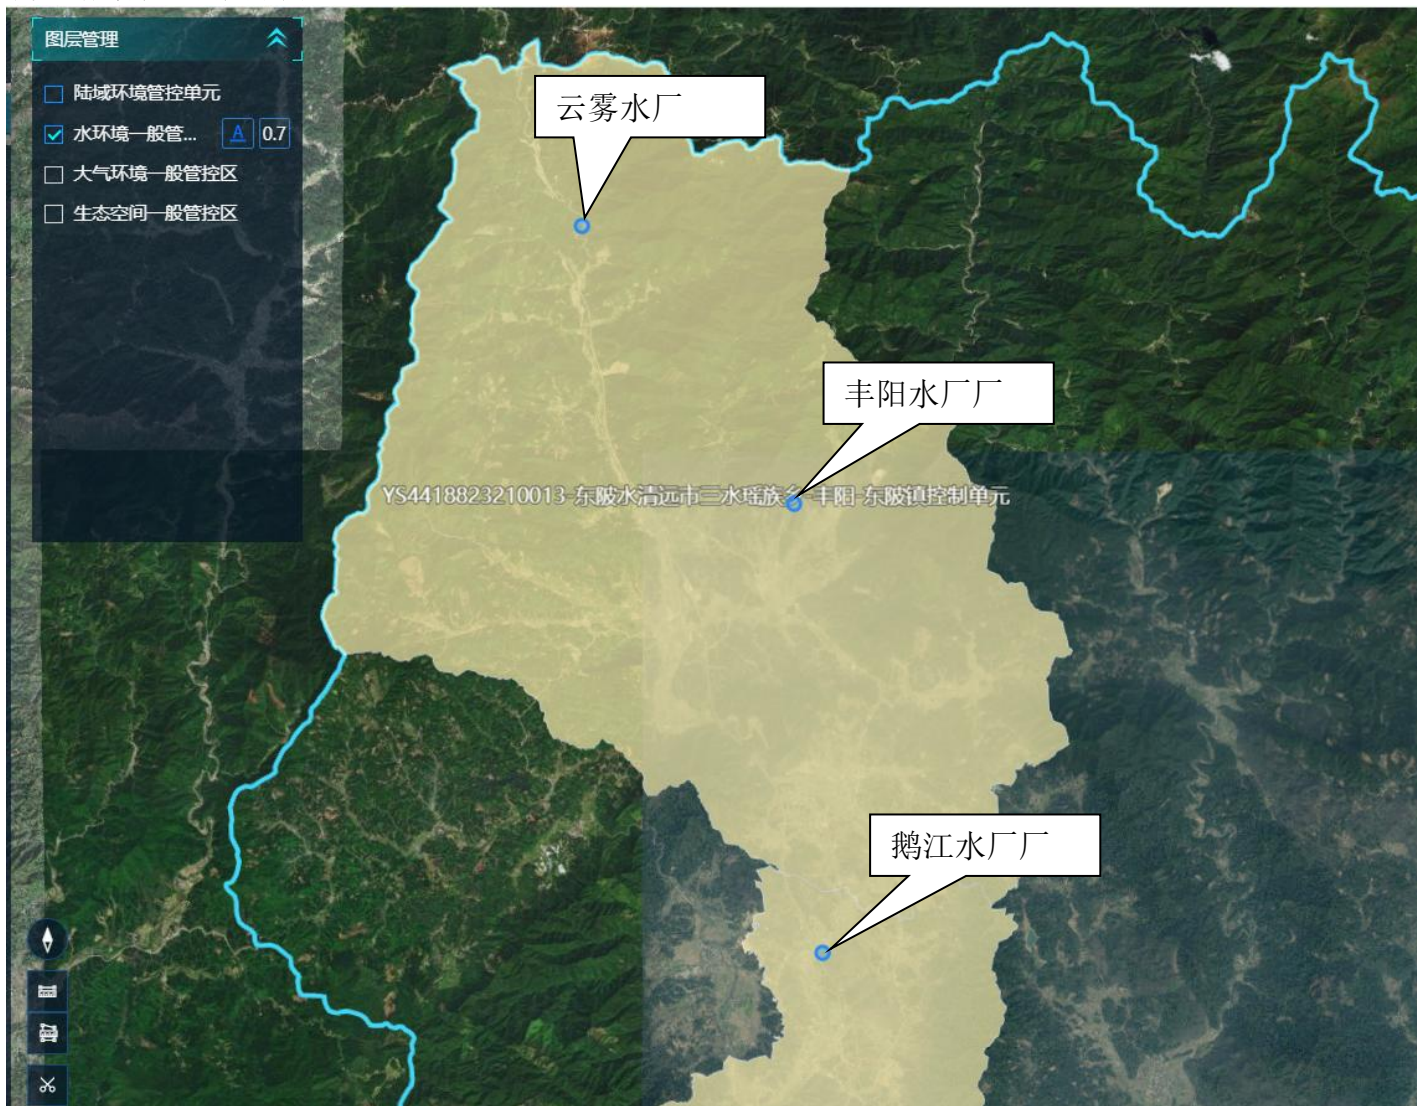 图层管理
陆域环境管控单元
水环境一般管... A 0.7
大气环境一般管控区
生态空间一般管控区
云雾水厂
丰阳水厂厂
YS4418823210013-东陂水清远市三水瑶族乡-丰阳-东陂镇控制单元
鹅江水厂厂